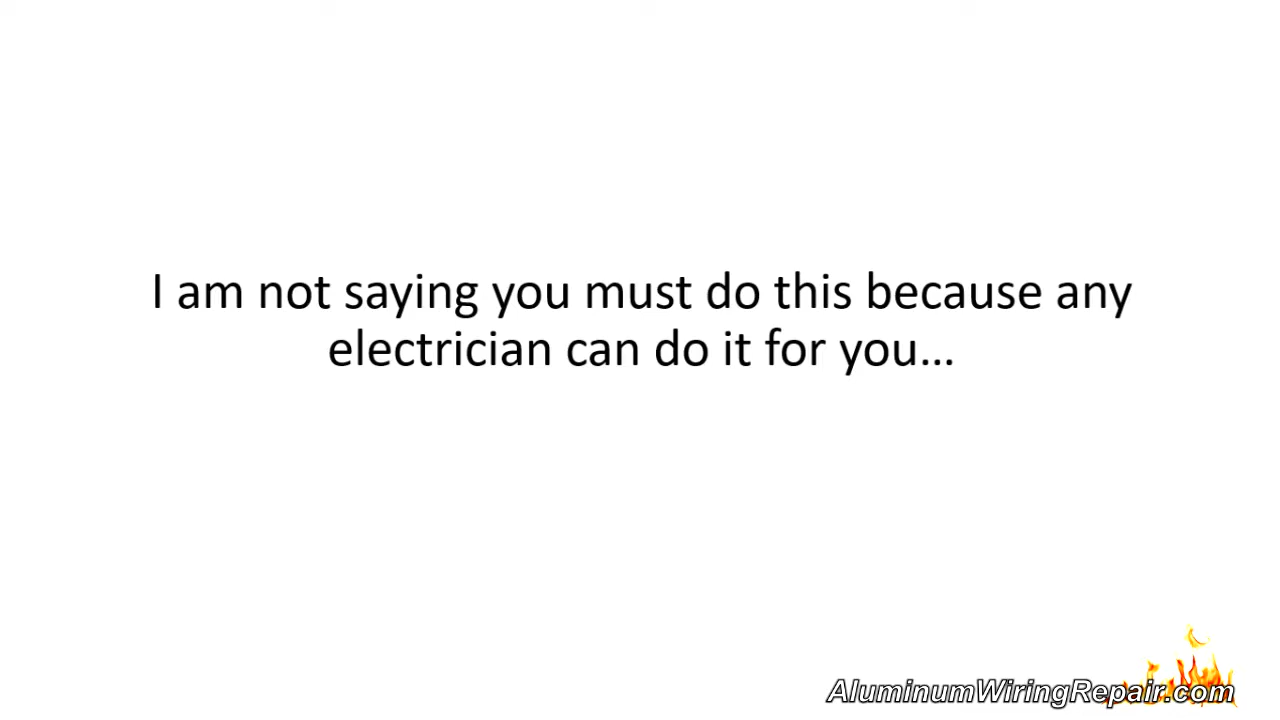 I am not saying you must do this because any
electrician can do it for you...
AluminumWiringRepair.com